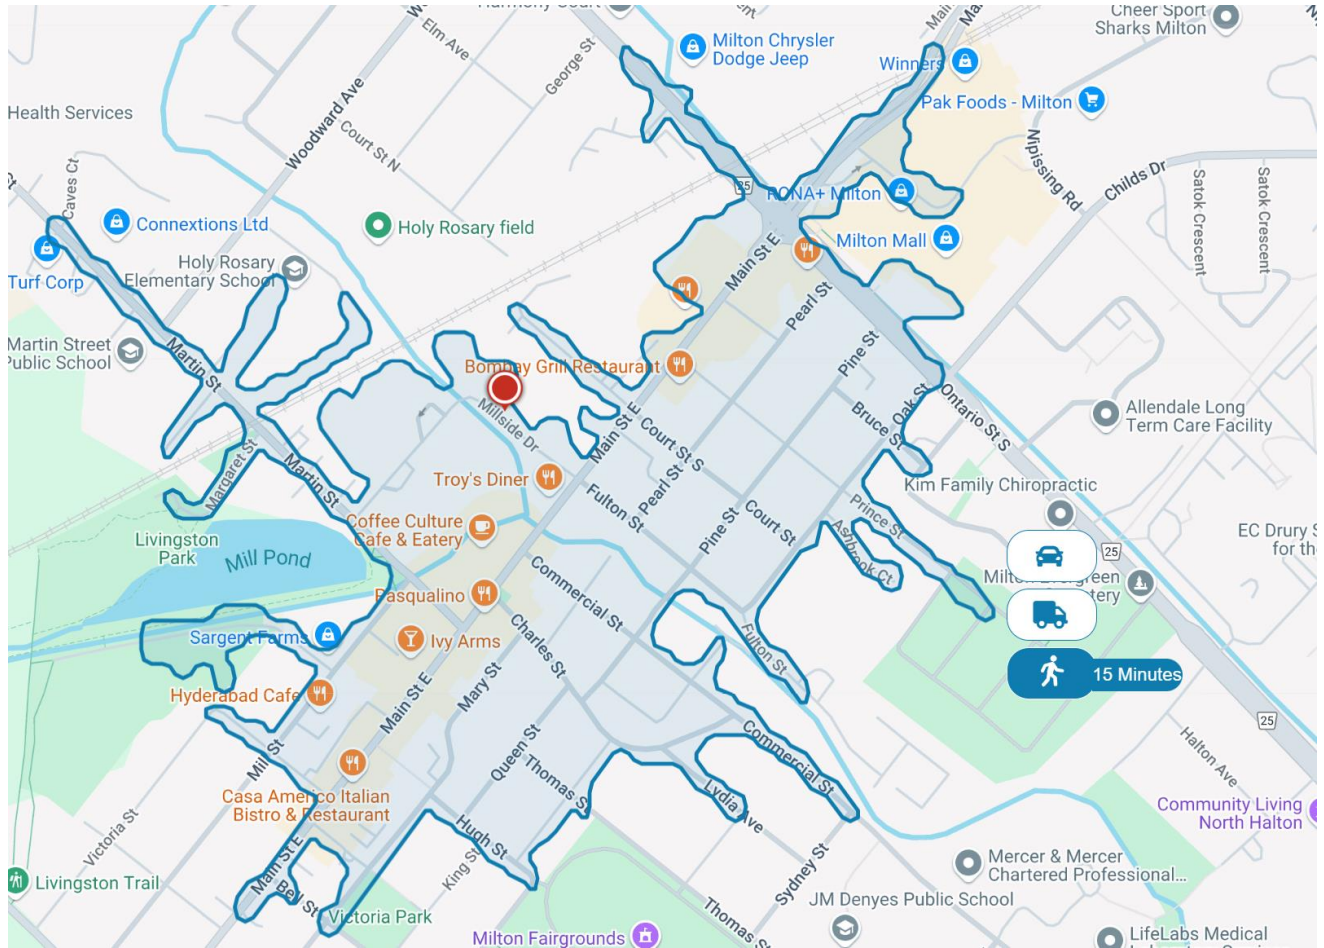 Harmony Court
Cheer Sport
Sharks Milton
Elm Ave
George St
Milton Chrysler
Dodge Jeep
Winners
Pak Foods - Milton
Health Services
Woodward Ave
Court St N
Nipissing Rd
Childs Dr
Caves Ct
25
RONA+ Milton
Satok Crescent
Satok Crescent
Connextions Ltd
Holy Rosary field
Milton Mall
Main St E
Turf Corp
Holy Rosary
Elementary School
Pearl St
Martin Street
Public School
Martin St
Bombay Grill Restaurant
Pine St
Millside Dr
Main St E
Court St S
Bruce St
Oak St
Ontario St S
Allendale Long
Term Care Facility
Margaret St
Martin St
Troy's Diner
Pearl St
Kim Family Chiropractic
Fulton St
Court St
Prince St
Coffee Culture
Cafe & Eatery
Pine St
Ashbrook Ct
EC Drury S
for the
Livingston
Park
Mill Pond
25
Commercial St
Milton Evergreen
Pasqualino
Sargent Farms
Ivy Arms
Charles St
Fulton St
Hyderabad Cafe
Main St E
Mary St
15 Minutes
25
Mill St
Queen St
Thomas St
Commercial St
Halton Ave
Casa Americo Italian
Bistro & Restaurant
Lydia Ave
Community Living
North Halton
Victoria St
Hugh St
Main St E
King St
Sydney St
Livingston Trail
Bell St
Mercer & Mercer
Chartered Professional...
Victoria Park
JM Denyes Public School
Thomas St
Milton Fairgrounds
LifeLabs Medical